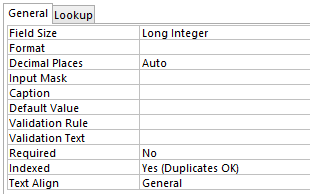 General Lookup
Field Size Long Integer
Format
Decimal Places Auto
Input Mask
Caption
Default Value
Validation Rule
Validation Text
Required No
Indexed Yes (Duplicates OK)
Text Align General